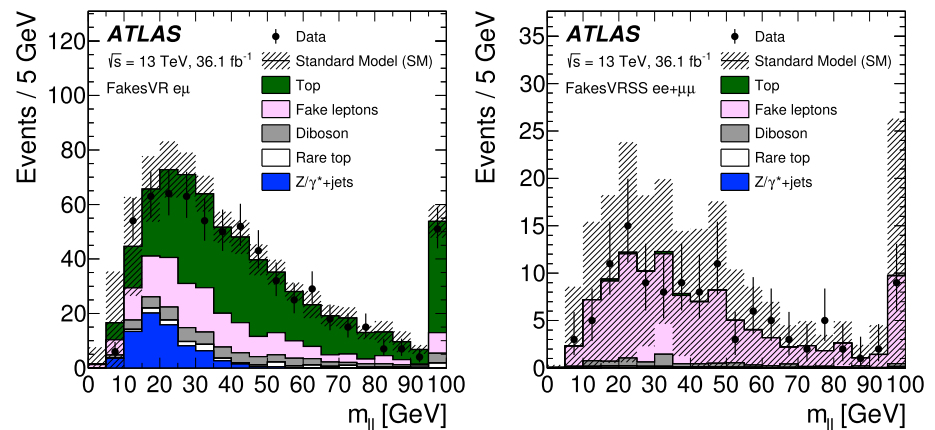 ATLAS
√s = 13 TeV, 36.1 fb⁻¹
FakesVR eμ
Data
Standard Model (SM)
Top
Fake leptons
Diboson
Rare top
Z/γ*+jets
Events / 5 GeV
120
100
80
60
40
20
0
0 10 20 30 40 50 60 70 80 90 100
m_ll [GeV]
ATLAS
√s = 13 TeV, 36.1 fb⁻¹
FakesVRSS ee+μμ
Data
Standard Model (SM)
Top
Fake leptons
Diboson
Rare top
Z/γ*+jets
Events / 5 GeV
35
30
25
20
15
10
5
0
0 10 20 30 40 50 60 70 80 90 100
m_ll [GeV]